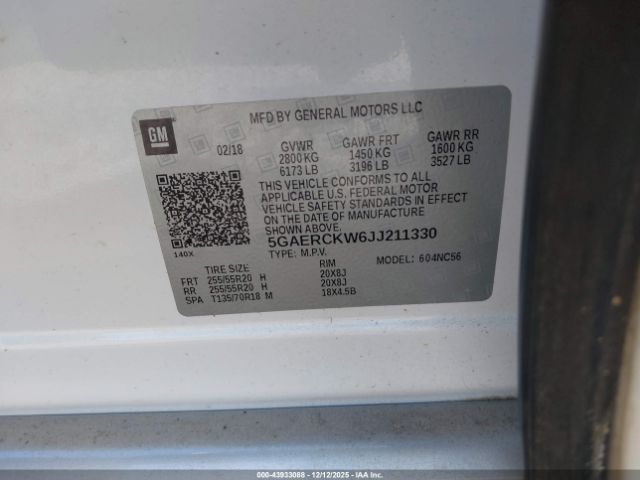 MFD BY GENERAL MOTORS LLC
GM
02/18
GVWR GAWR FRT GAWR RR
2800 KG 1450 KG 1600 KG
6173 LB 3196 LB 3527 LB
THIS VEHICLE CONFORMS TO ALL
APPLICABLE U.S. FEDERAL MOTOR
VEHICLE SAFETY STANDARDS IN EFFECT
ON THE DATE OF MANUFACTURE
SHOWN ABOVE.
5GAERCKW6JJ211330
140X
TYPE: M.P.V. MODEL: 604NC56
TIRE SIZE RIM
FRT 255/55R20 H 20X8J
RR 255/55R20 H 20X8J
SPA T135/70R18 M 18X4.5B
000-43933088 - 12/12/2025 - IAAI.COM